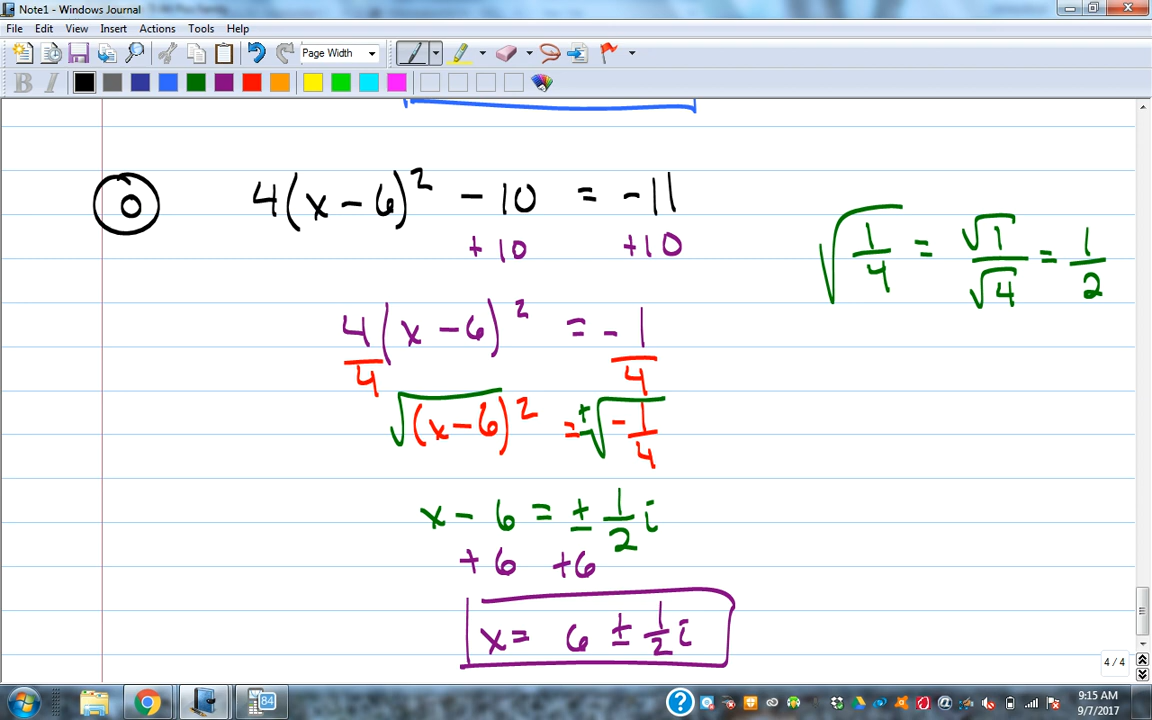 Note1 - Windows Journal
File Edit View Insert Actions Tools Help
Page Width
B I
o 4(x - 6)² - 10 = -11
+10 +10
√(1/4) = √1/√4 = 1/2
4(x - 6)² = -1
4 4
√(x - 6)² = ±√(-1/4)
x - 6 = ± 1/2 i
+6 +6
x = 6 ± 1/2 i
4 / 4
84
9:15 AM
9/7/2017